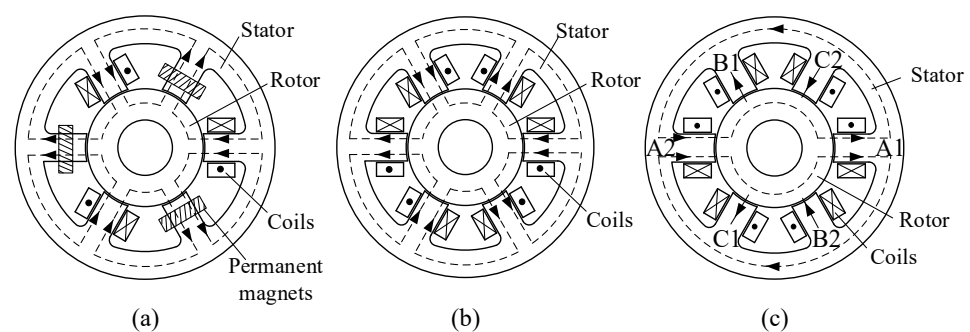 Stator
Rotor
Coils
Permanent
magnets
(a)
Stator
Rotor
Coils
(b)
B1
C2
Stator
A2
A1
Rotor
C1
B2
Coils
(c)